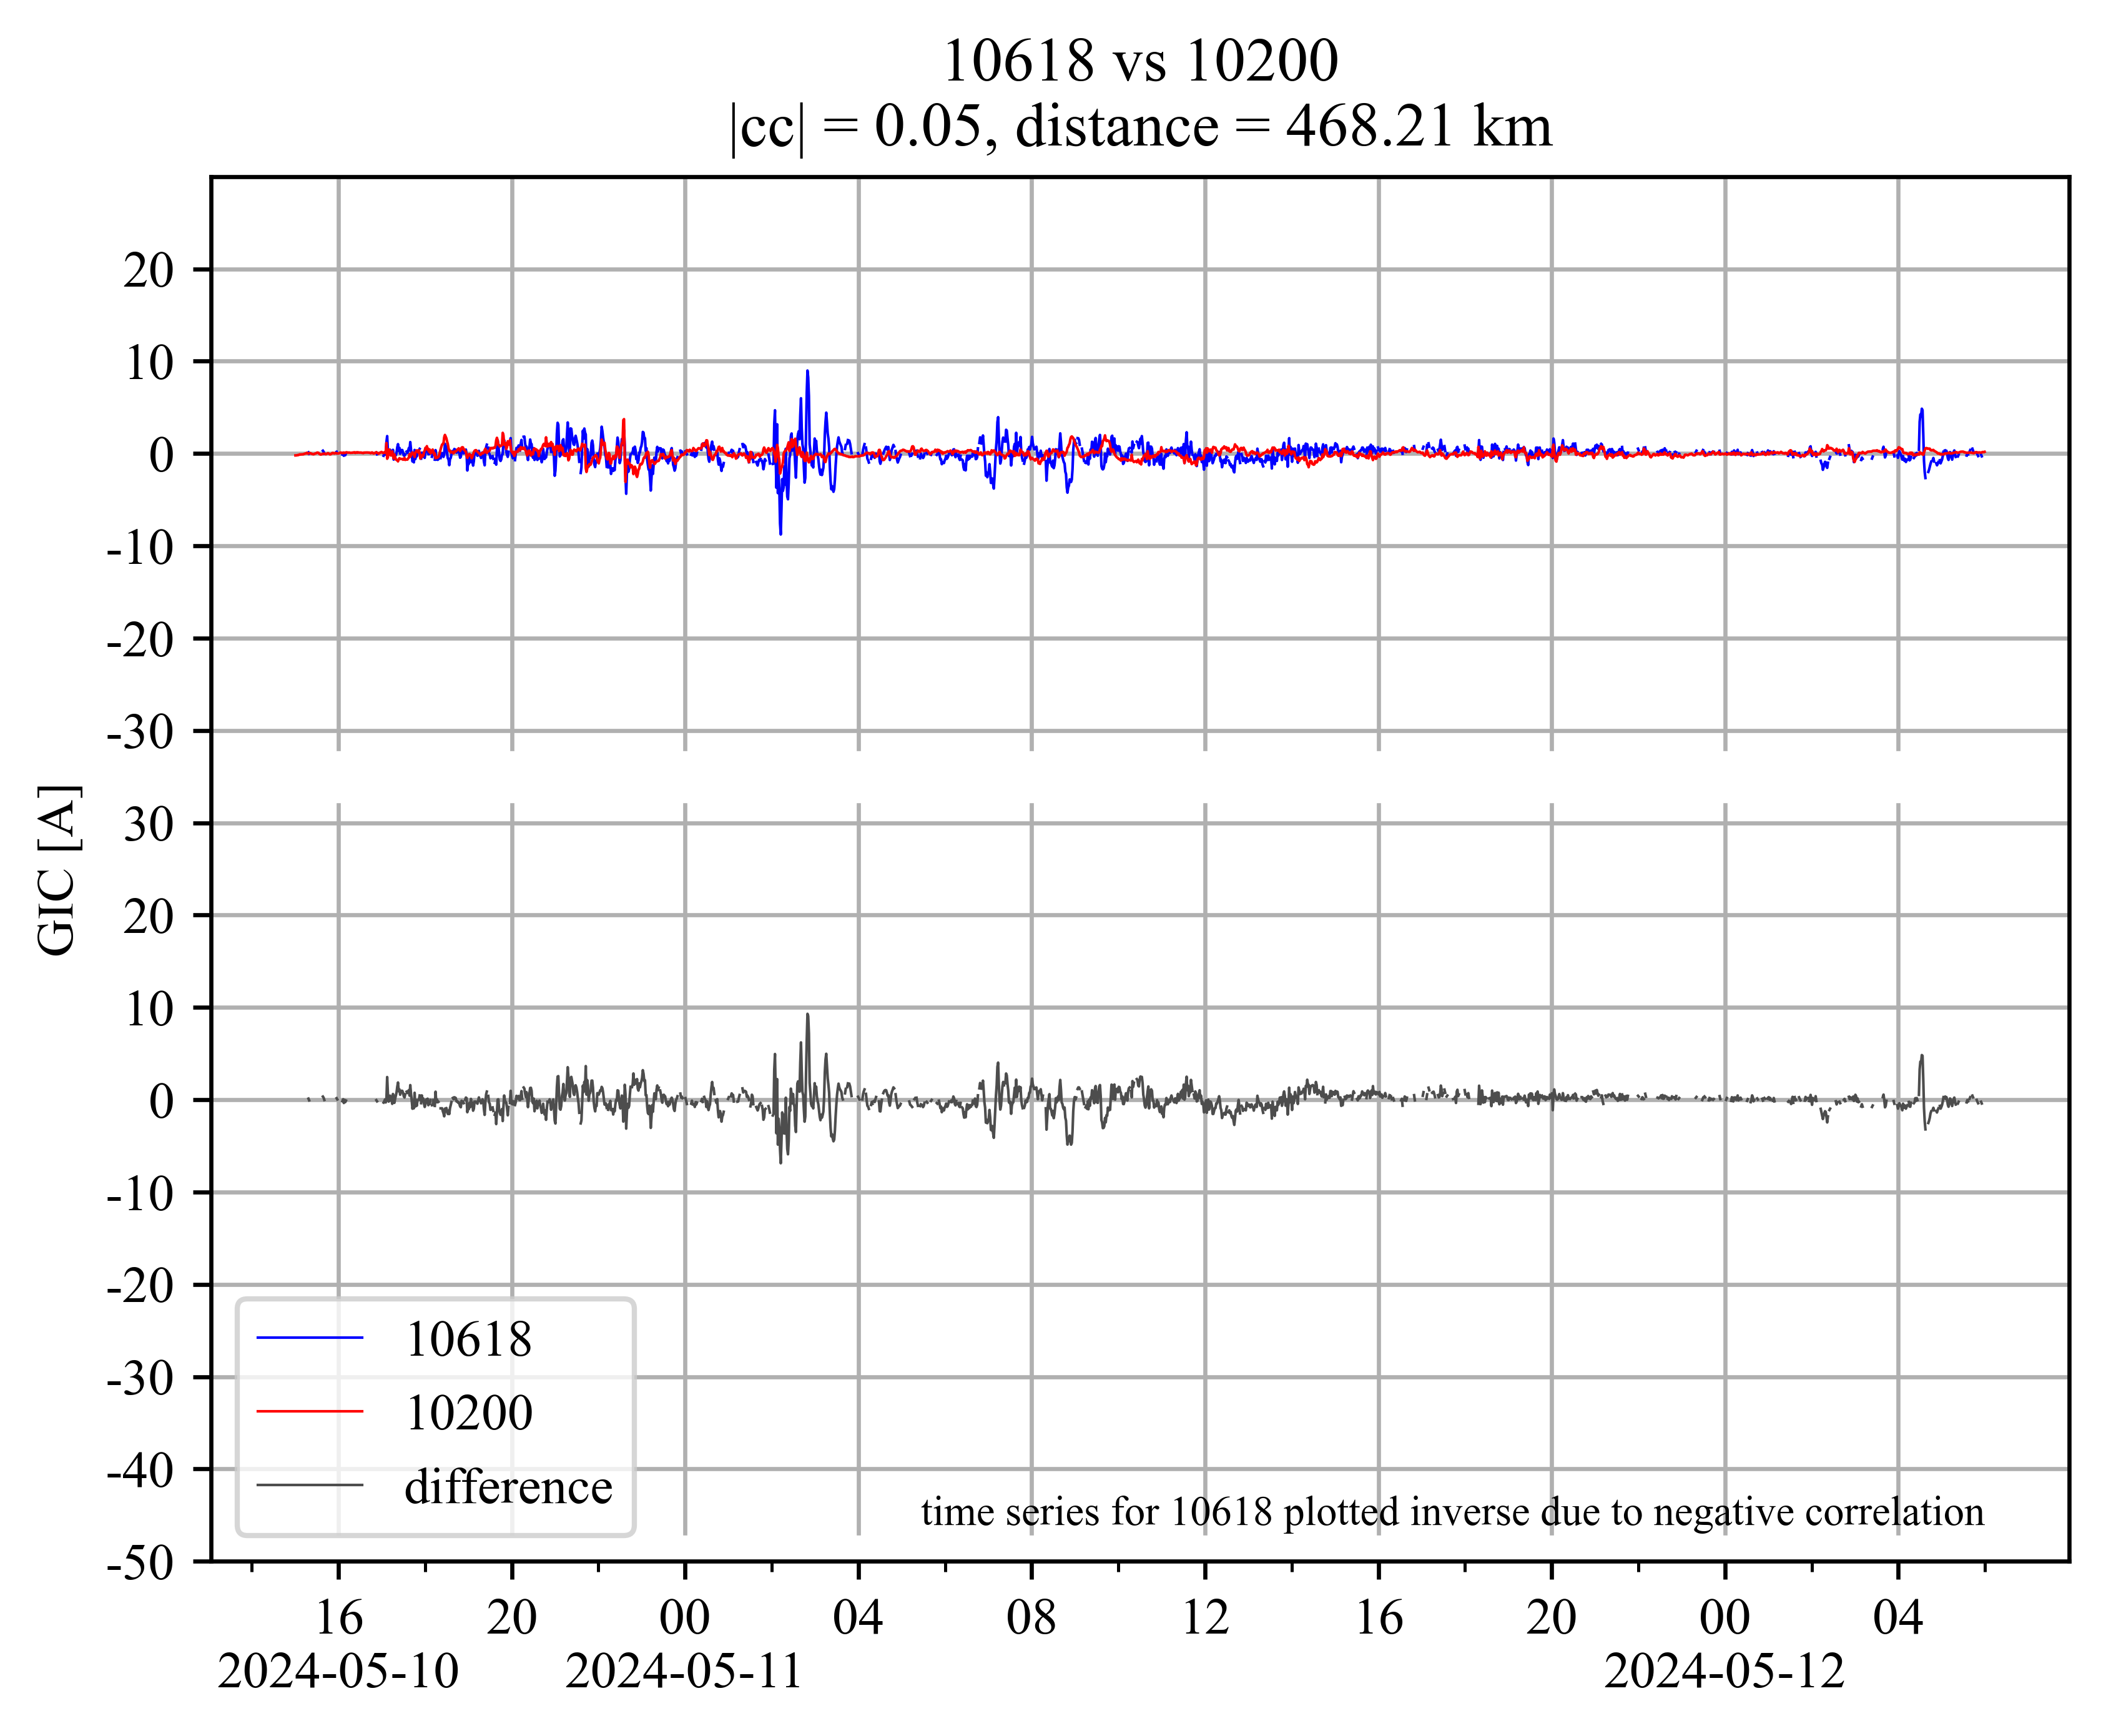 10618 vs 10200
|cc| = 0.05, distance = 468.21 km
20
10
0
-10
-20
-30
30
20
10
0
-10
-20
-30
-40
-50
GIC [A]
10618
10200
difference
time series for 10618 plotted inverse due to negative correlation
16 20 00 04 08 12 16 20 00 04
2024-05-10 2024-05-11 2024-05-12